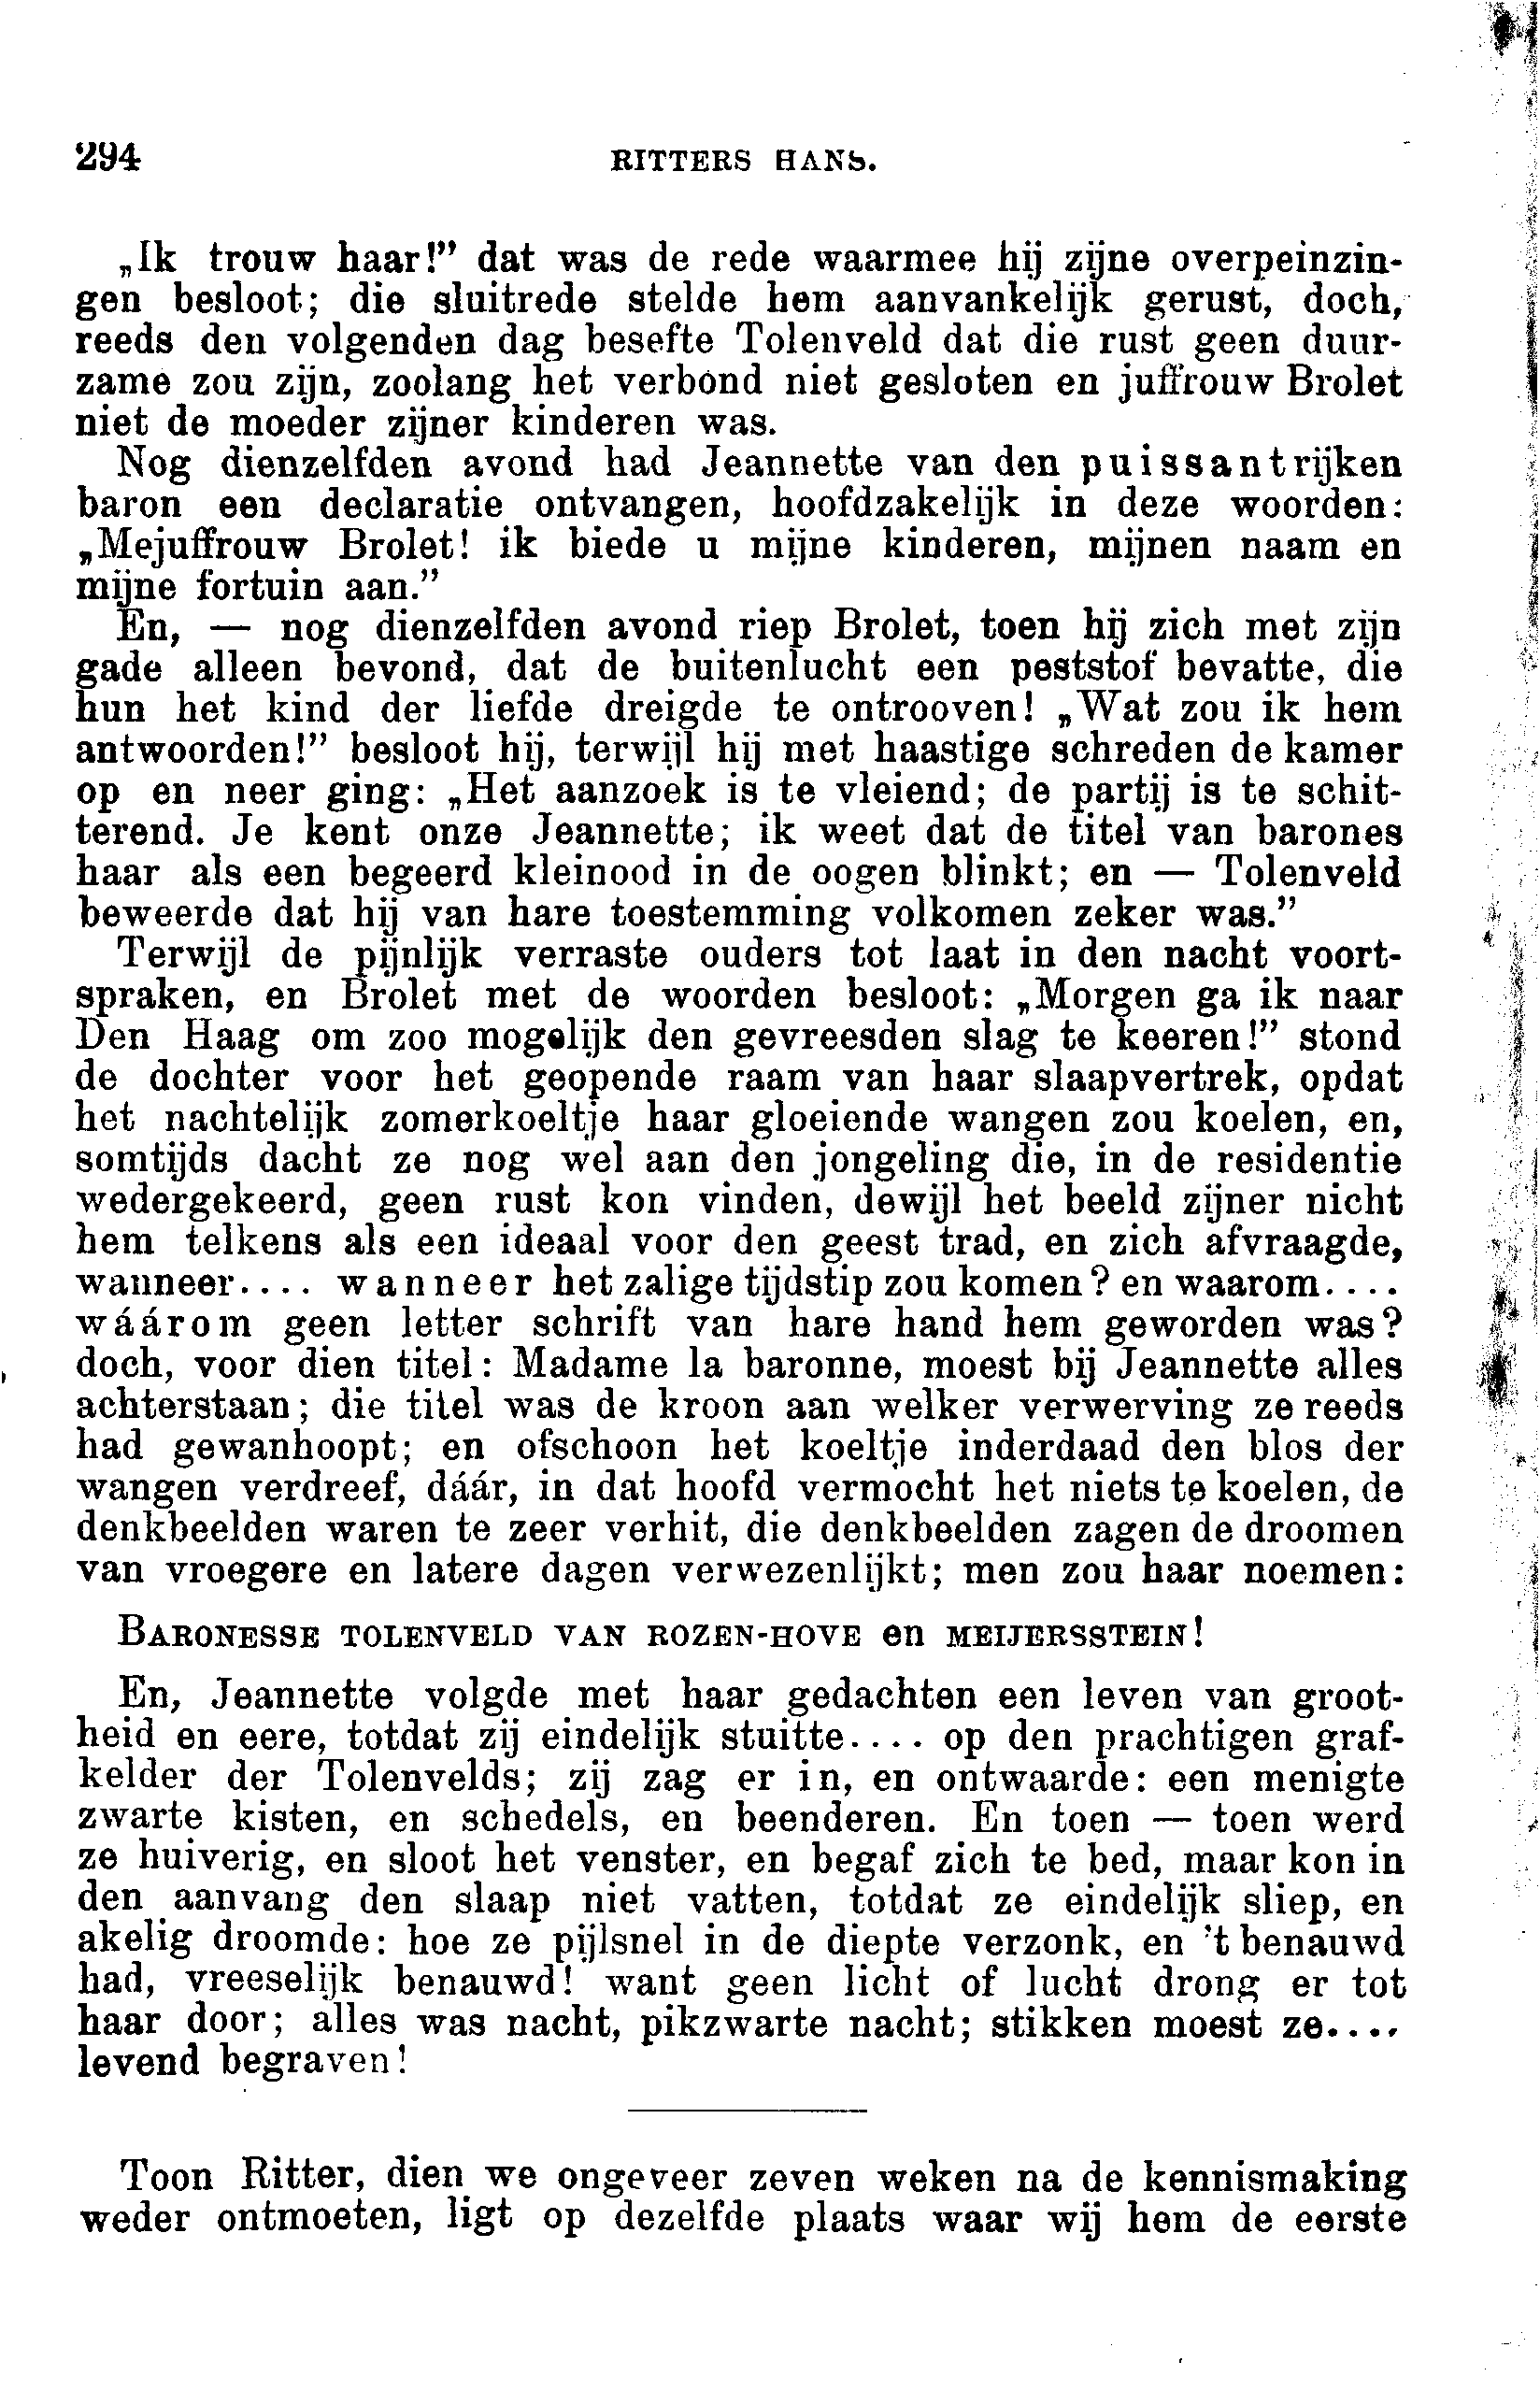 294 RITTERS HANS.
„Ik trouw haar!” dat was de rede waarmee hij zijne overpeinzin-
gen besloot; die sluitrede stelde hem aanvankelijk gerust, doch,
reeds den volgenden dag besefte Tolenveld dat die rust geen duur-
zame zou zijn, zoolang het verbond niet gesloten en juffrouw Brolet
niet de moeder zijner kinderen was.
Nog dienzelfden avond had Jeannette van den puissantrijken
baron een declaratie ontvangen, hoofdzakelijk in deze woorden:
„Mejuffrouw Brolet! ik biede u mijne kinderen, mijnen naam en
mijne fortuin aan.”
En, — nog dienzelfden avond riep Brolet, toen hij zich met zijn
gade alleen bevond, dat de buitenlucht een peststof bevatte, die
hun het kind der liefde dreigde te ontrooven! „Wat zou ik hem
antwoorden!” besloot hij, terwijl hij met haastige schreden de kamer
op en neer ging: „Het aanzoek is te vleiend; de partij is te schit-
terend. Je kent onze Jeannette; ik weet dat de titel van barones
haar als een begeerd kleinood in de oogen blinkt; en — Tolenveld
beweerde dat hij van hare toestemming volkomen zeker was.”
Terwijl de pijnlijk verraste ouders tot laat in den nacht voort-
spraken, en Brolet met de woorden besloot: „Morgen ga ik naar
Den Haag om zoo mogelijk den gevreesden slag te keeren!” stond
de dochter voor het geopende raam van haar slaapvertrek, opdat
het nachtelijk zomerkoeltje haar gloeiende wangen zou koelen, en,
somtijds dacht ze nog wel aan den jongeling die, in de residentie
wedergekeerd, geen rust kon vinden, dewijl het beeld zijner nicht
hem telkens als een ideaal voor den geest trad, en zich afvraagde,
wanneer.... wanneer het zalige tijdstip zou komen? en waarom....
wáárom geen letter schrift van hare hand hem geworden was?
doch, voor dien titel: Madame la baronne, moest bij Jeannette alles
achterstaan; die titel was de kroon aan welker verwerving ze reeds
had gewanhoopt; en ofschoon het koeltje inderdaad den blos der
wangen verdreef, dáár, in dat hoofd vermocht het niets te koelen, de
denkbeelden waren te zeer verhit, die denkbeelden zagen de droomen
van vroegere en latere dagen verwezenlijkt; men zou haar noemen:
BARONESSE TOLENVELD VAN ROZEN-HOVE en MEIJERSSTEIN!
En, Jeannette volgde met haar gedachten een leven van groot-
heid en eere, totdat zij eindelijk stuitte.... op den prachtigen graf-
kelder der Tolenvelds; zij zag er in, en ontwaarde: een menigte
zwarte kisten, en schedels, en beenderen. En toen — toen werd
ze huiverig, en sloot het venster, en begaf zich te bed, maar kon in
den aanvang den slaap niet vatten, totdat ze eindelijk sliep, en
akelig droomde: hoe ze pijlsnel in de diepte verzonk, en 't benauwd
had, vreeselijk benauwd! want geen licht of lucht drong er tot
haar door; alles was nacht, pikzwarte nacht; stikken moest ze....
levend begraven!
Toon Ritter, dien we ongeveer zeven weken na de kennismaking
weder ontmoeten, ligt op dezelfde plaats waar wij hem de eerste